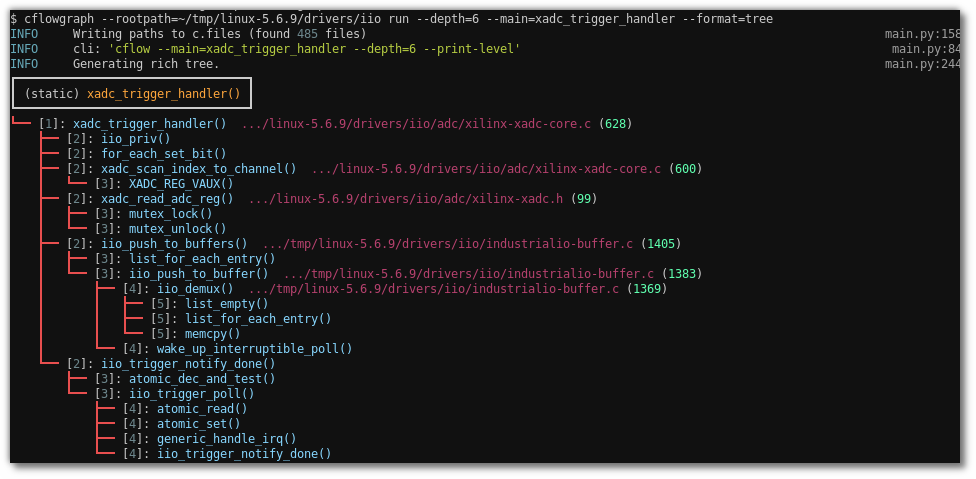 $ cflowgraph --rootpath=~/tmp/linux-5.6.9/drivers/iio run --depth=6 --main=xadc_trigger_handler --format=tree
INFO     Writing paths to c.files (found 485 files)     main.py:158
INFO     cli: 'cflow --main=xadc_trigger_handler --depth=6 --print-level'     main.py:84
INFO     Generating rich tree.     main.py:244
(static) xadc_trigger_handler()
[1]: xadc_trigger_handler()  .../linux-5.6.9/drivers/iio/adc/xilinx-xadc-core.c (628)
[2]: iio_priv()
[2]: for_each_set_bit()
[2]: xadc_scan_index_to_channel()  .../linux-5.6.9/drivers/iio/adc/xilinx-xadc-core.c (600)
[3]: XADC_REG_VAUX()
[2]: xadc_read_adc_reg()  .../linux-5.6.9/drivers/iio/adc/xilinx-xadc.h (99)
[3]: mutex_lock()
[3]: mutex_unlock()
[2]: iio_push_to_buffers()  .../tmp/linux-5.6.9/drivers/iio/industrialio-buffer.c (1405)
[3]: list_for_each_entry()
[3]: iio_push_to_buffer()  .../tmp/linux-5.6.9/drivers/iio/industrialio-buffer.c (1383)
[4]: iio_demux()  .../tmp/linux-5.6.9/drivers/iio/industrialio-buffer.c (1369)
[5]: list_empty()
[5]: list_for_each_entry()
[5]: memcpy()
[4]: wake_up_interruptible_poll()
[2]: iio_trigger_notify_done()
[3]: atomic_dec_and_test()
[3]: iio_trigger_poll()
[4]: atomic_read()
[4]: atomic_set()
[4]: generic_handle_irq()
[4]: iio_trigger_notify_done()